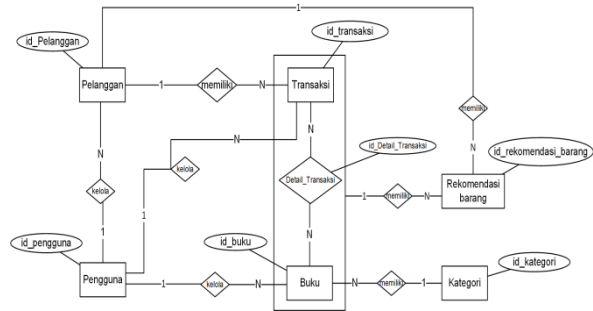 1
id_Pelanggan
id_transaksi
Pelanggan
1
memiliki
N
Transaksi
memiliki
N
N
N
id_Detail_Transaksi
N
id_rekomendasi_barang
kelola
kelola
Detail_Transaksi
1
memiliki
N
Rekomendasi
barang
1
1
N
id_pengguna
id_buku
id_kategori
Pengguna
1
kelola
N
Buku
N
memiliki
1
Kategori